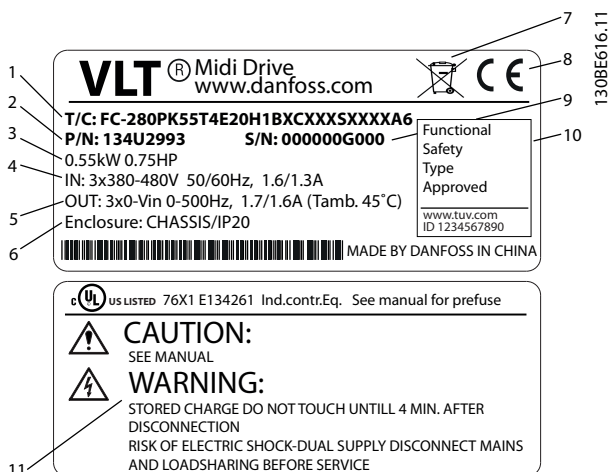 7
130BE616.11
1
VLT ® Midi Drive
www.danfoss.com
CE
8
2
T/C: FC-280PK55T4E20H1BXCXXXSXXXXA6
9
3
P/N: 134U2993 S/N: 000000G000
10
4
0.55kW 0.75HP
IN: 3x380-480V 50/60Hz, 1.6/1.3A
5
OUT: 3x0-Vin 0-500Hz, 1.7/1.6A (Tamb. 45˚C)
6
Enclosure: CHASSIS/IP20
Functional
Safety
Type
Approved
www.tuv.com
ID 1234567890
MADE BY DANFOSS IN CHINA
c UL US LISTED 76X1 E134261 Ind.contr.Eq. See manual for prefuse
CAUTION:
SEE MANUAL
WARNING:
STORED CHARGE DO NOT TOUCH UNTILL 4 MIN. AFTER
DISCONNECTION
RISK OF ELECTRIC SHOCK-DUAL SUPPLY DISCONNECT MAINS
AND LOADSHARING BEFORE SERVICE
11